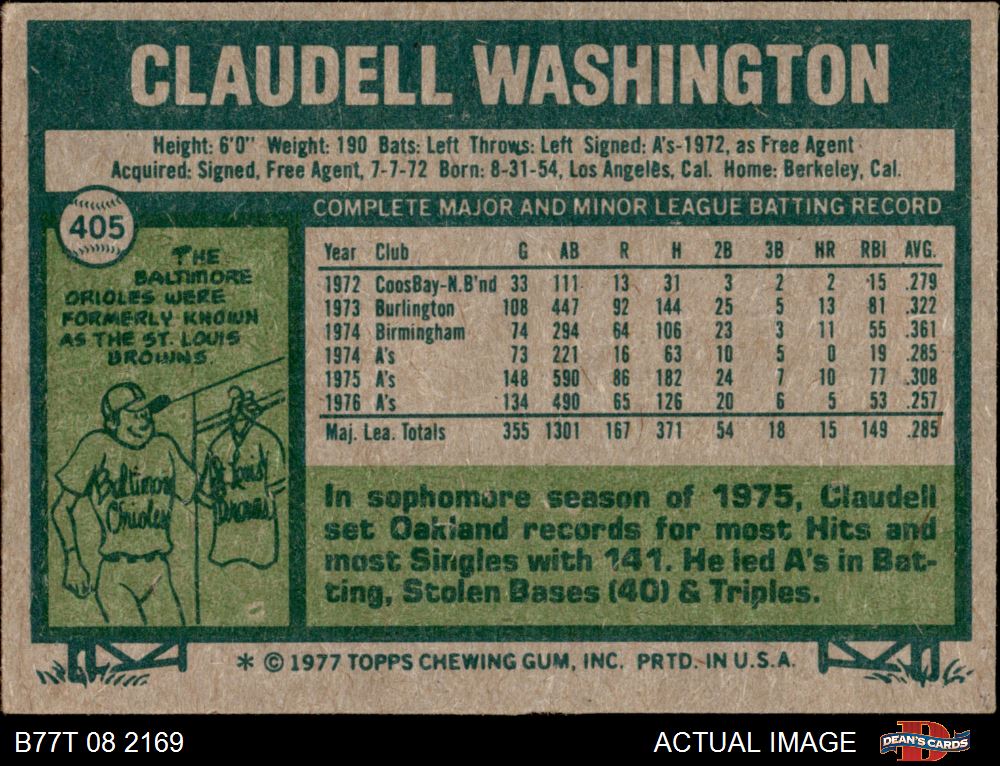 CLAUDELL WASHINGTON
Height: 6'0" Weight: 190 Bats: Left Throws: Left Signed: A's-1972, as Free Agent
Acquired: Signed, Free Agent, 7-7-72 Born: 8-31-54, Los Angeles, Cal. Home: Berkeley, Cal.
405
THE
BALTIMORE
ORIOLES WERE
FORMERLY KNOWN
AS THE ST. LOUIS
BROWNS.
Baltimore
Orioles
St. Louis
Browns
COMPLETE MAJOR AND MINOR LEAGUE BATTING RECORD
Year Club G AB R H 2B 3B HR RBI AVG.
1972 CoosBay-N.B'nd 33 111 13 31 3 2 2 15 .279
1973 Burlington 108 447 92 144 25 5 13 81 .322
1974 Birmingham 74 294 64 106 23 3 11 55 .361
1974 A's 73 221 16 63 10 5 0 19 .285
1975 A's 148 590 86 182 24 7 10 77 .308
1976 A's 134 490 65 126 20 6 5 53 .257
Maj. Lea. Totals 355 1301 167 371 54 18 15 149 .285
In sophomore season of 1975, Claudell
set Oakland records for most Hits and
most Singles with 141. He led A's in Bat-
ting, Stolen Bases (40) & Triples.
* © 1977 TOPPS CHEWING GUM, INC. PRTD. IN U.S.A.
B77T 08 2169
ACTUAL IMAGE
D
DEAN'S CARDS